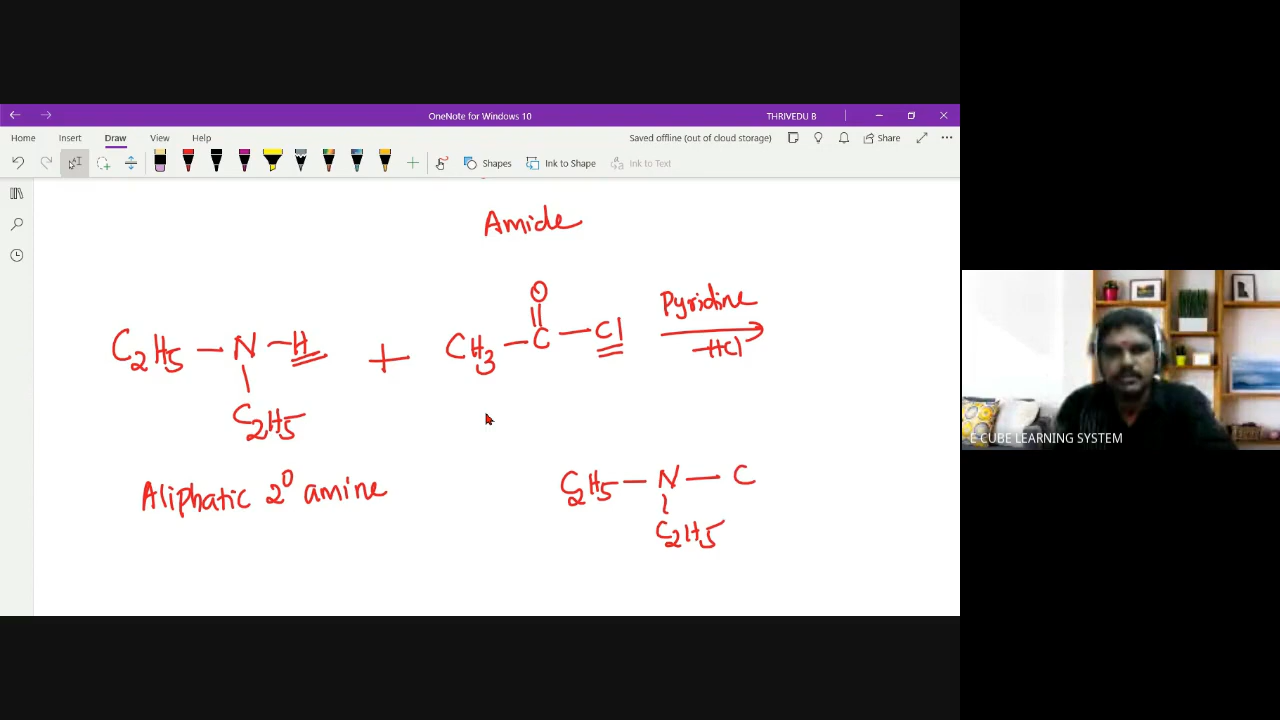 OneNote for Windows 10
THRIVEDU B
Home Insert Draw View Help
Saved offline (out of cloud storage)
Share
Shapes
Ink to Shape
Ink to Text
Amide
O
C2H5 — N — H + CH3 — C — Cl
Pyridine
-HCl
C2H5
Aliphatic 2° amine
C2H5 — N — C
C2H5
E CUBE LEARNING SYSTEM